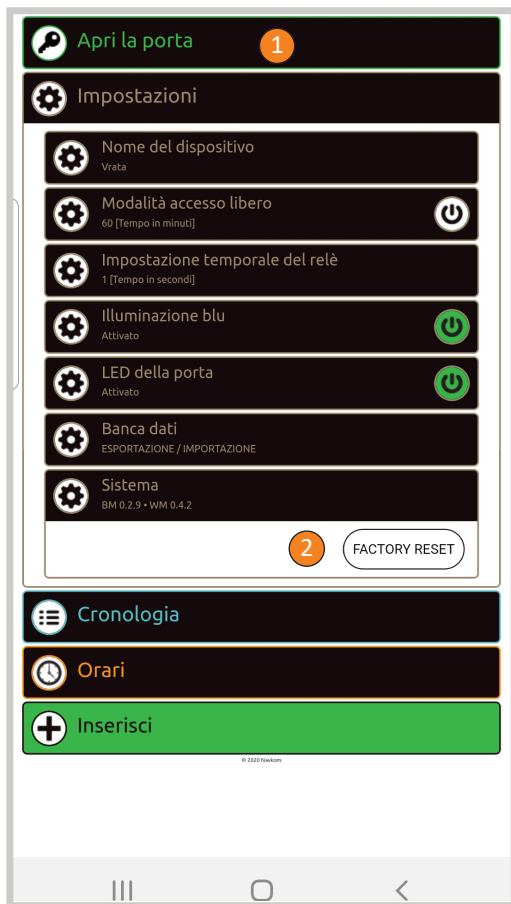 Apri la porta
1
Impostazioni
Nome del dispositivo
Vrata
Modalità accesso libero
60 [Tempo in minuti]
Impostazione temporale del relè
1 [Tempo in secondi]
Illuminazione blu
Attivato
LED della porta
Attivato
Banca dati
ESPORTAZIONE / IMPORTAZIONE
Sistema
BM 0.2.9 • WM 0.4.2
2
FACTORY RESET
Cronologia
Orari
Inserisci
© 2020 Navkom